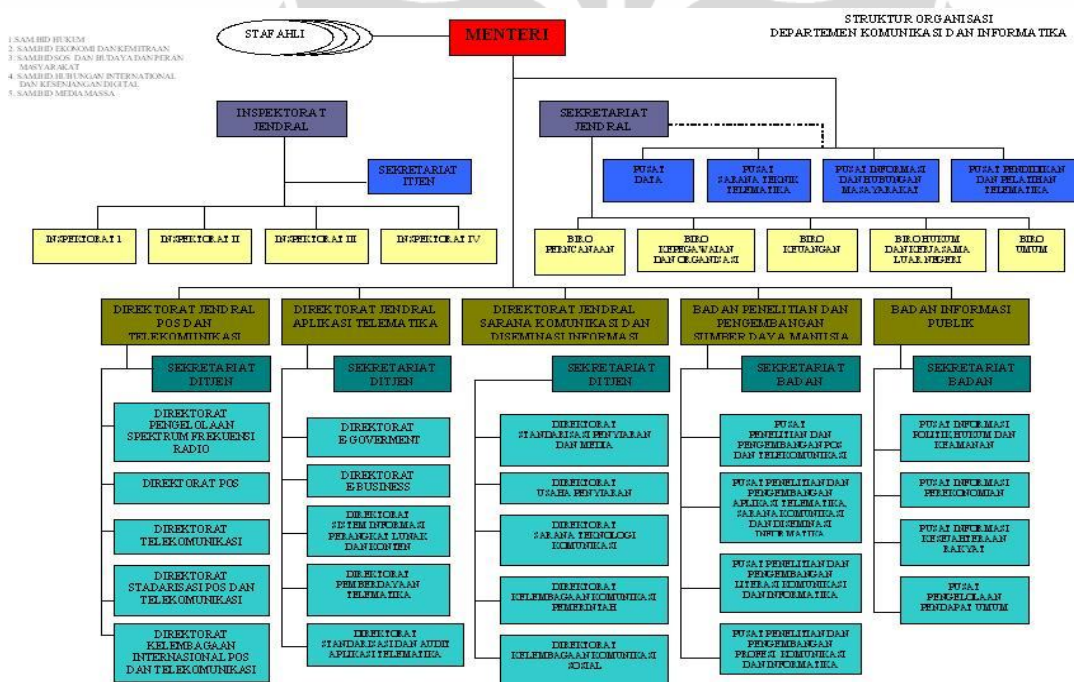 STRUKTUR ORGANISASI
DEPARTEMEN KOMUNIKASI DAN INFORMATIKA
STAF AHLI
MENTERI
1. SAM.BID HUKUM
2. SAM.BID EKONOMI DAN KEMITRAAN
3. SAM.BID SOS. DAN BUDAYA DAN PERAN
MASYARAKAT
4. SAM.BID HUBUNGAN INTERNATIONAL
DAN KESENJANGAN DIGITAL
5. SAM.BID MEDIA MASSA
INSPEKTORAT
JENDRAL
SEKRETARIAT
JENDRAL
SEKRETARIAT
ITJEN
PUSAT
DATA
PUSAT
SARANA TEKNIK
TELEMATIKA
PUSAT INFORMASI
DAN HUBUNGAN
MASAYARAKAT
PUSAT PENDIDIKAN
DAN PELATIHAN
TELEMATIKA
INSPEKTORAT I
INSPEKTORAT II
INSPEKTORAT III
INSPEKTORAT IV
BIRO
PERNCANAAN
BIRO
KEPEGAWAIAN
DAN ORGANISASI
BIRO
KEUANGAN
BIRO HUKUM
DAN KERJASAMA
LUAR NEGERI
BIRO
UMUM
DIREKTORAT JENDRAL
POS DAN
TELEKOMUNIKASI
DIREKTORAT JENDRAL
APLIKASI TELEMATIKA
DIREKTORAT JENDRAL
SARANA KOMUNIKASI DAN
DISEMINASI INFORMASI
BADAN PENELITIAN DAN
PENGEMBANGAN
SUMBER DAYA MANUSIA
BADAN INFORMASI
PUBLIK
SEKRETARIAT
DITJEN
SEKRETARIAT
DITJEN
SEKRETARIAT
DITJEN
SEKRETARIAT
BADAN
SEKRETARIAT
BADAN
DIREKTORAT
PENGELOLAAN
SPEKTRUM FREKUENSI
RADIO
DIREKTORAT POS
DIREKTORAT
TELEKOMUNIKASI
DIREKTORAT
STADARISASI POS DAN
TELEKOMUNIKASI
DIREKTORAT
KELEMBAGAAN
INTERNASIONAL POS
DAN TELEKOMUNIKASI
DIREKTORAT
E GOVERMENT
DIREKTORAT
E BUSINESS
DIREKTORAT
SISTEM INFORMASI
PERANGKAT LUNAK
DAN KONTEN
DIREKTORAT
PEMBERDAYAAN
TELEMATIKA
DIREKTORAT
STANDARISASI DAN AUDIT
APLIKASI TELEMATIKA
DIREKTORAT
STANDARISASI PENYIARAN
DAN MEDIA
DIREKTORAT
USAHA PENYIARAN
DIREKTORAT
SARANA TEKNOLOGI
KOMUNIKASI
DIREKTORAT
KELEMBAGAAN KOMUNIKASI
PEMERINTAH
DIREKTORAT
KELEMBAGAAN KOMUNIKASI
SOSIAL
PUSAT
PENELITIAN DAN
PENGEMBANGAN POS
DAN TELEKOMUNIKASI
PUSAT PENELITIAN DAN
PENGEMBANGAN
APLIKASI TELEMATIKA,
SARANA KOMUNIKASI
DAN DISEMINASI
INFORMATIKA
PUSAT PENELITIAN DAN
PENGEMBANGAN
LITERASI KOMUNIKASI
DAN INFORMATIKA
PUSAT PENELITIAN DAN
PENGEMBANGAN
PROFESI KOMUNIKASI
DAN INFORMATIKA
PUSAT INFORMASI
POLITIK HUKUM DAN
KEAMANAN
PUSAT INFORMASI
PEREKONOMIAN
PUSAT INFORMASI
KESEJAHTERAAN
RAKYAT
PUSAT
PENGELOLAAN
PENDAPAT UMUM